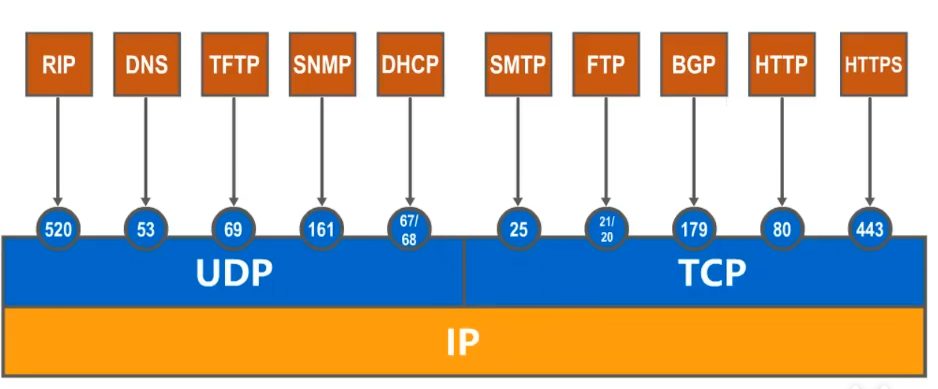 RIP DNS TFTP SNMP DHCP SMTP FTP BGP HTTP HTTPS
520 53 69 161 67/68 25 21/20 179 80 443
UDP TCP
IP